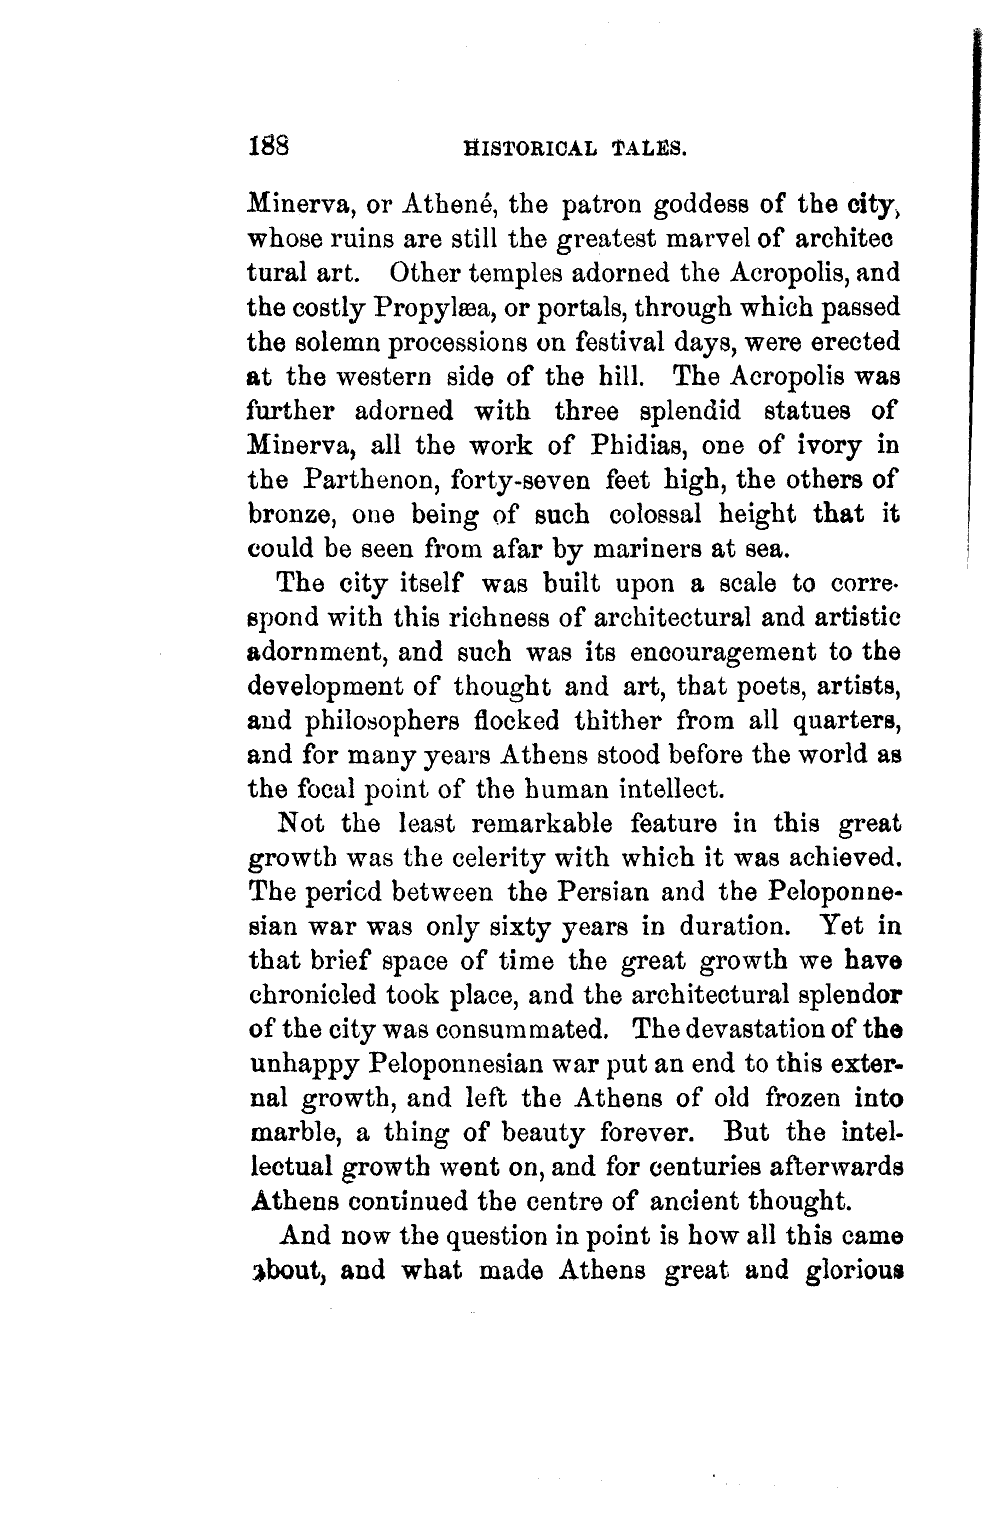 188 HISTORICAL TALES.
Minerva, or Athené, the patron goddess of the city,
whose ruins are still the greatest marvel of architec
tural art. Other temples adorned the Acropolis, and
the costly Propylæa, or portals, through which passed
the solemn processions on festival days, were erected
at the western side of the hill. The Acropolis was
further adorned with three splendid statues of
Minerva, all the work of Phidias, one of ivory in
the Parthenon, forty-seven feet high, the others of
bronze, one being of such colossal height that it
could be seen from afar by mariners at sea.
The city itself was built upon a scale to corre-
spond with this richness of architectural and artistic
adornment, and such was its encouragement to the
development of thought and art, that poets, artists,
and philosophers flocked thither from all quarters,
and for many years Athens stood before the world as
the focal point of the human intellect.
Not the least remarkable feature in this great
growth was the celerity with which it was achieved.
The period between the Persian and the Peloponne-
sian war was only sixty years in duration. Yet in
that brief space of time the great growth we have
chronicled took place, and the architectural splendor
of the city was consummated. The devastation of the
unhappy Peloponnesian war put an end to this exter-
nal growth, and left the Athens of old frozen into
marble, a thing of beauty forever. But the intel-
lectual growth went on, and for centuries afterwards
Athens continued the centre of ancient thought.
And now the question in point is how all this came
about, and what made Athens great and glorious